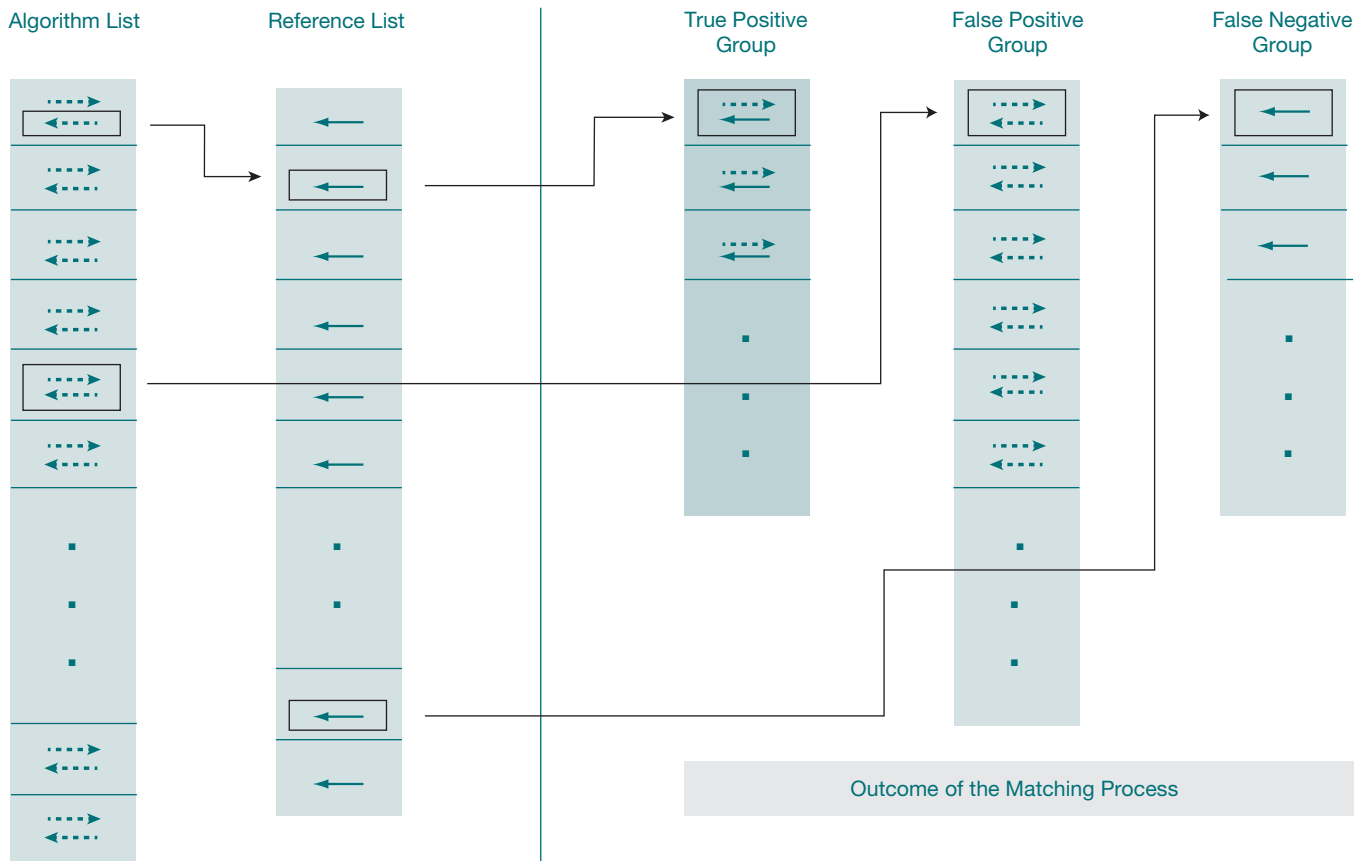 Algorithm List
Reference List
True Positive
Group
False Positive
Group
False Negative
Group
Outcome of the Matching Process